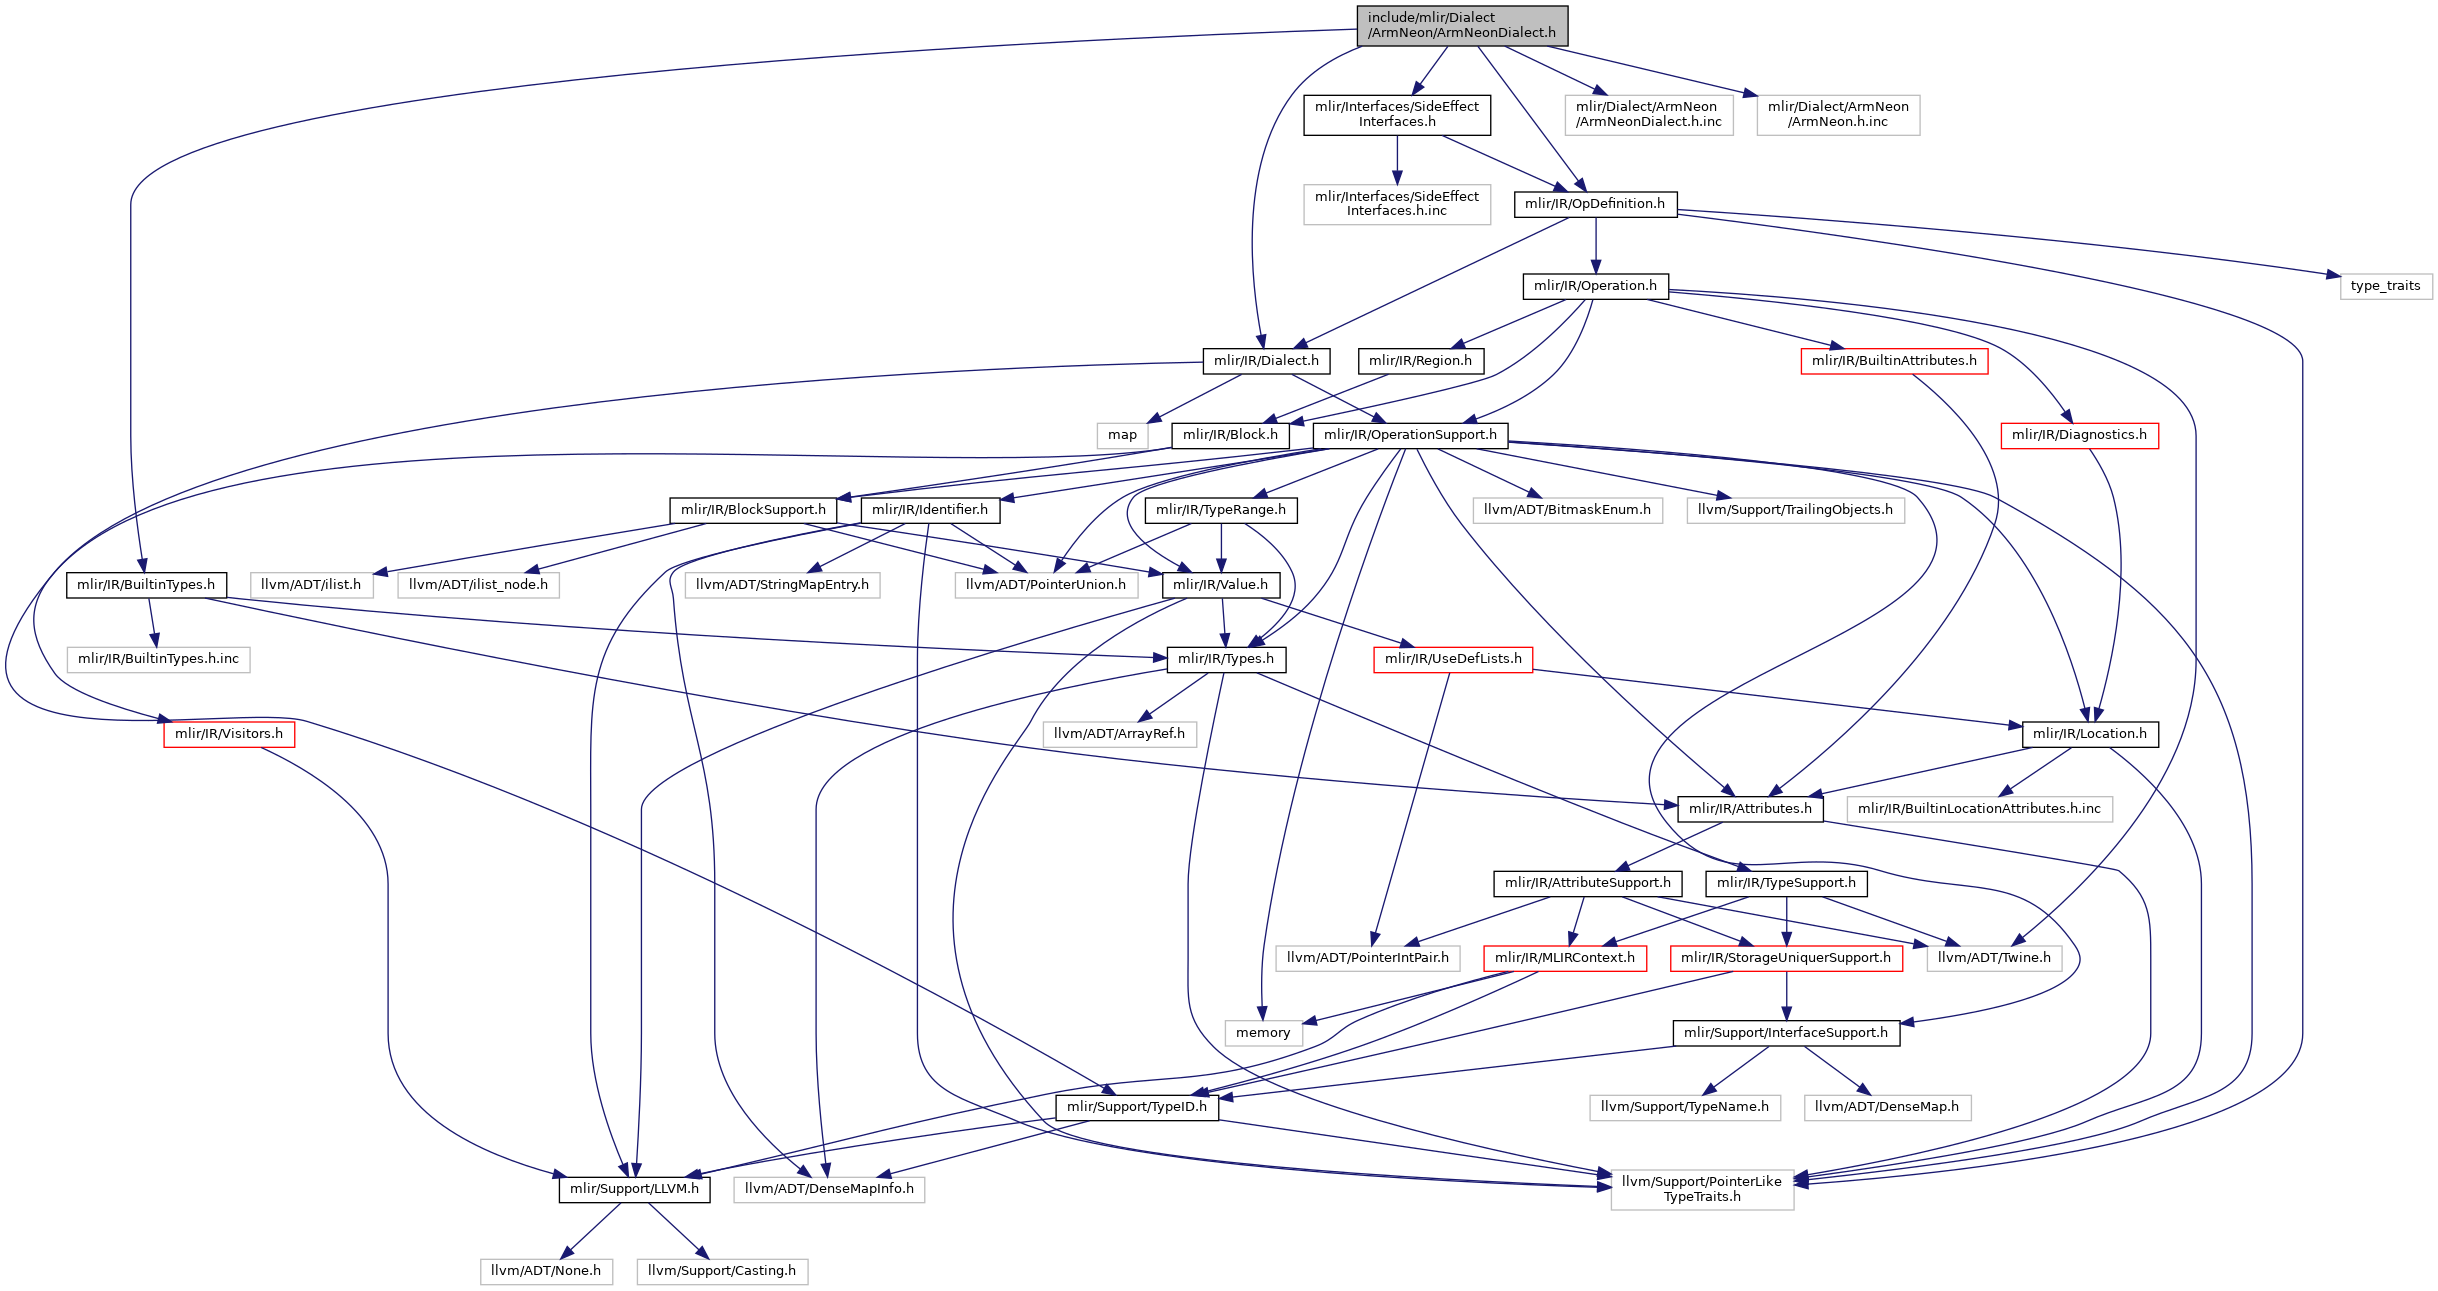 include/mlir/Dialect
/ArmNeon/ArmNeonDialect.h
mlir/Interfaces/SideEffect
Interfaces.h
mlir/Dialect/ArmNeon
/ArmNeonDialect.h.inc
mlir/Dialect/ArmNeon
/ArmNeon.h.inc
mlir/Interfaces/SideEffect
Interfaces.h.inc
mlir/IR/OpDefinition.h
mlir/IR/Operation.h
type_traits
mlir/IR/Dialect.h
mlir/IR/Region.h
mlir/IR/BuiltinAttributes.h
map
mlir/IR/Block.h
mlir/IR/OperationSupport.h
mlir/IR/Diagnostics.h
mlir/IR/BlockSupport.h
mlir/IR/Identifier.h
mlir/IR/TypeRange.h
llvm/ADT/BitmaskEnum.h
llvm/Support/TrailingObjects.h
mlir/IR/BuiltinTypes.h
llvm/ADT/ilist.h
llvm/ADT/ilist_node.h
llvm/ADT/StringMapEntry.h
llvm/ADT/PointerUnion.h
mlir/IR/Value.h
mlir/IR/BuiltinTypes.h.inc
mlir/IR/Types.h
mlir/IR/UseDefLists.h
mlir/IR/Visitors.h
llvm/ADT/ArrayRef.h
mlir/IR/Location.h
mlir/IR/Attributes.h
mlir/IR/BuiltinLocationAttributes.h.inc
mlir/IR/AttributeSupport.h
mlir/IR/TypeSupport.h
llvm/ADT/PointerIntPair.h
mlir/IR/MLIRContext.h
mlir/IR/StorageUniquerSupport.h
llvm/ADT/Twine.h
memory
mlir/Support/InterfaceSupport.h
mlir/Support/TypeID.h
llvm/Support/TypeName.h
llvm/ADT/DenseMap.h
mlir/Support/LLVM.h
llvm/ADT/DenseMapInfo.h
llvm/Support/PointerLike
TypeTraits.h
llvm/ADT/None.h
llvm/Support/Casting.h